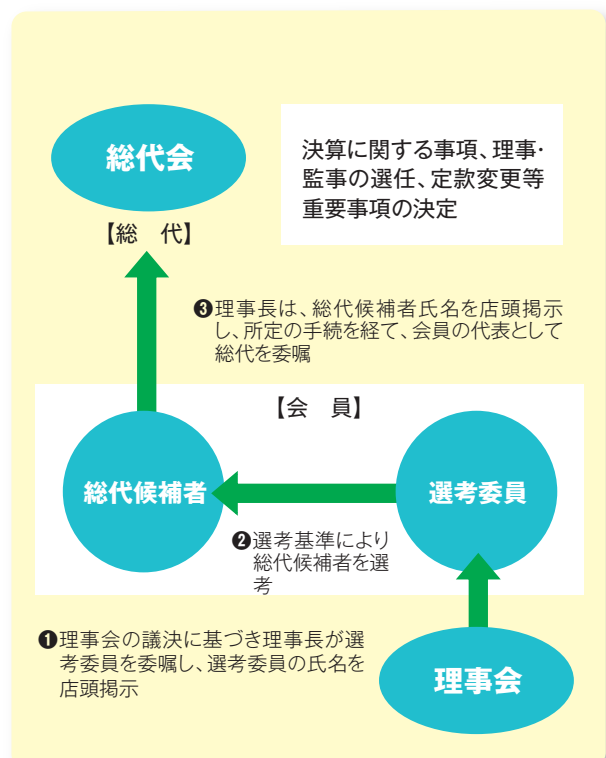 総代会
決算に関する事項、理事・
監事の選任、定款変更等
重要事項の決定
【総　代】
❸理事長は、総代候補者氏名を店頭掲示
し、所定の手続を経て、会員の代表として
総代を委嘱
【会　員】
総代候補者
選考委員
❷選考基準により
総代候補者を選
考
❶理事会の議決に基づき理事長が選
考委員を委嘱し、選考委員の氏名を
店頭掲示
理事会